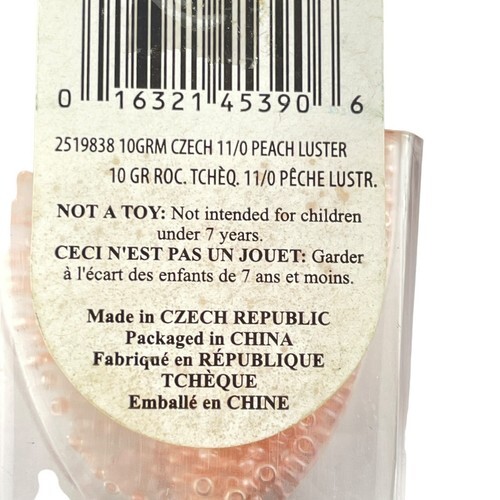 0 16321 45390 6
2519838 10GRM CZECH 11/0 PEACH LUSTER
10 GR ROC. TCHÈQ. 11/0 PÊCHE LUSTR.
NOT A TOY: Not intended for children
under 7 years.
CECI N'EST PAS UN JOUET: Garder
à l'écart des enfants de 7 ans et moins.
Made in CZECH REPUBLIC
Packaged in CHINA
Fabriqué en RÉPUBLIQUE
TCHÈQUE
Emballé en CHINE